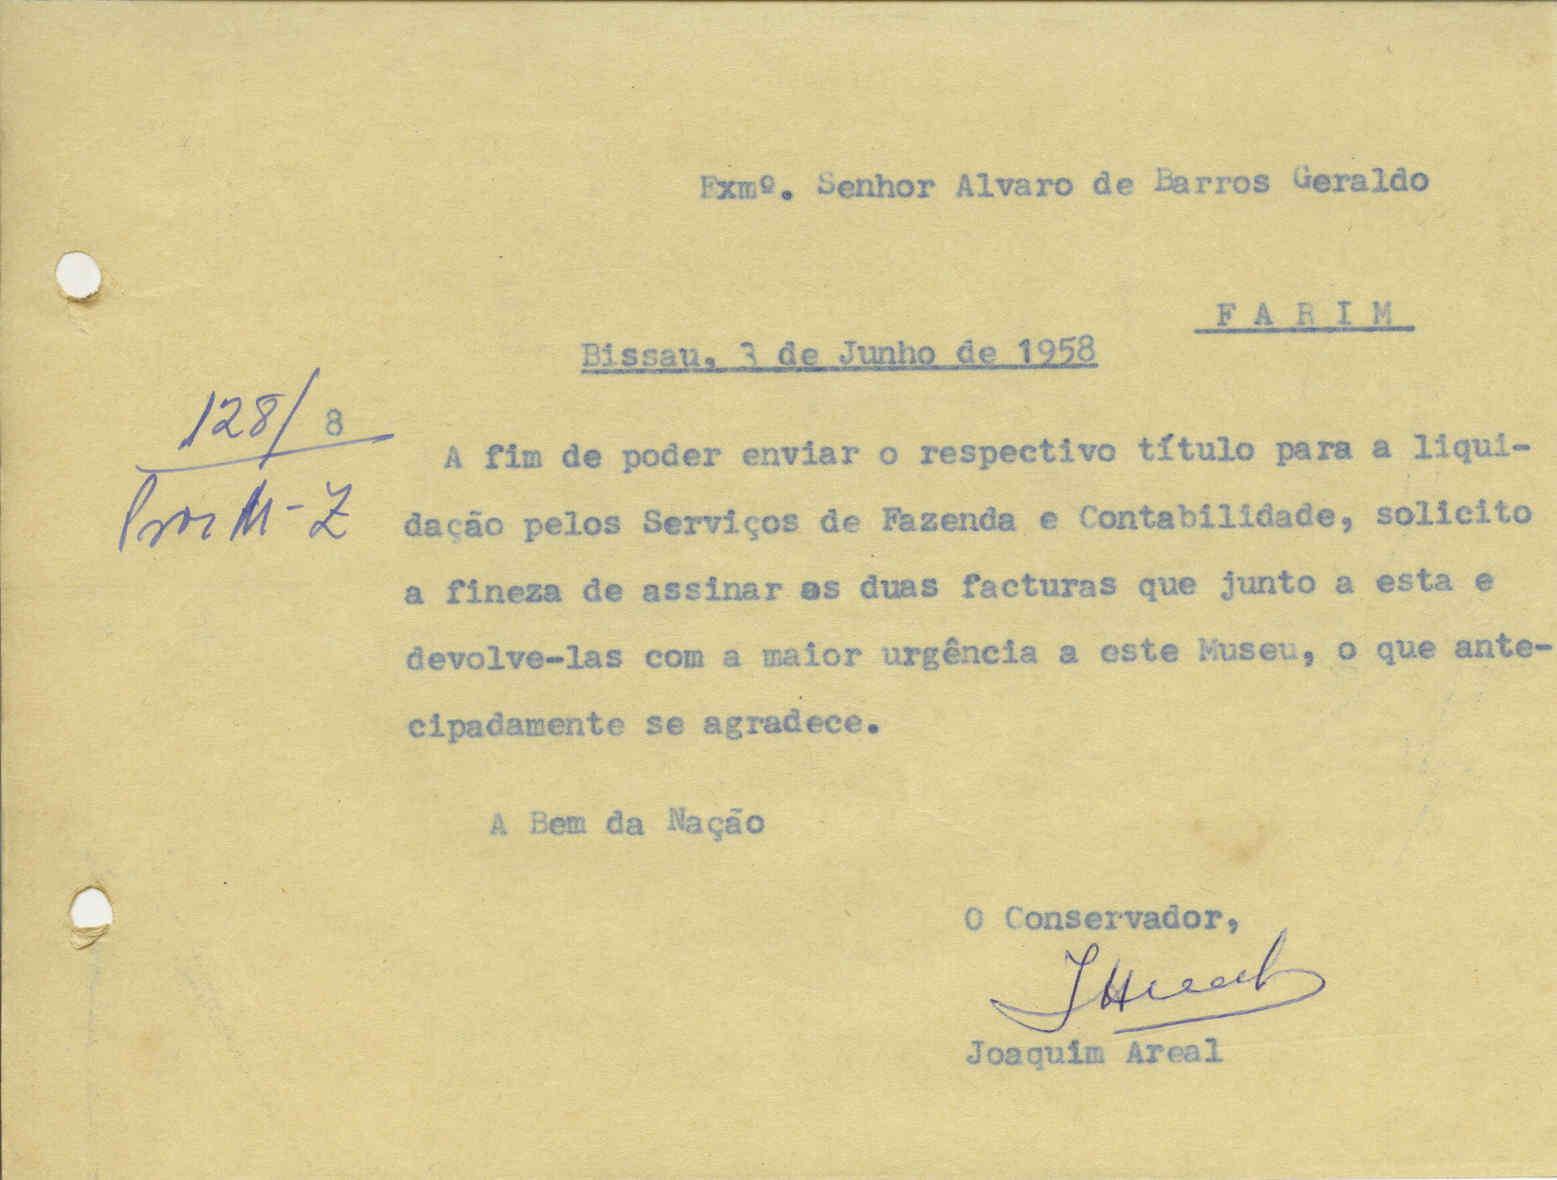 Exmº. Senhor Alvaro de Barros Geraldo
F A R I M
Bissau, 3 de Junho de 1958
128/ 8
Proc M-Z
A fim de poder enviar o respectivo título para a liqui-
dação pelos Serviços de Fazenda e Contabilidade, solicito
a fineza de assinar as duas facturas que junto a esta e
devolve-las com a maior urgência a este Museu, o que ante-
cipadamente se agradece.
A Bem da Nação
O Conservador,
JAreal
Joaquim Areal